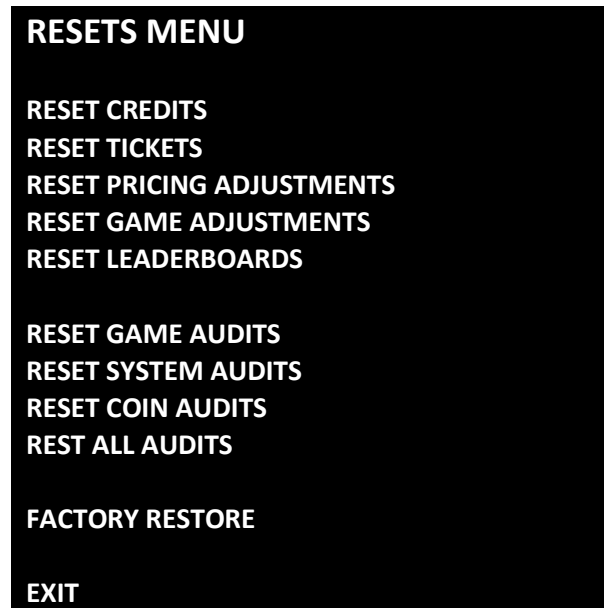 RESETS MENU
RESET CREDITS
RESET TICKETS
RESET PRICING ADJUSTMENTS
RESET GAME ADJUSTMENTS
RESET LEADERBOARDS
RESET GAME AUDITS
RESET SYSTEM AUDITS
RESET COIN AUDITS
REST ALL AUDITS
FACTORY RESTORE
EXIT